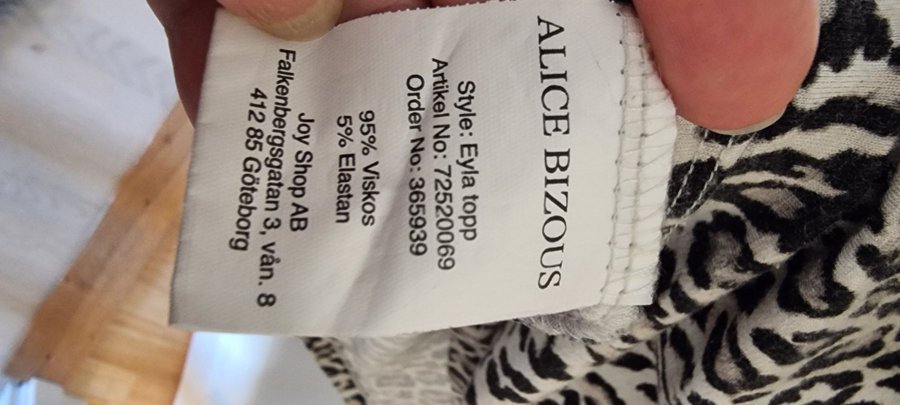 ALICE BIZOUS
Style: Eyla topp
Artikel No: 72520069
Order No: 365939
95% Viskos
5% Elastan
Joy Shop AB
Falkenbergsgatan 3, vån. 8
412 85 Göteborg